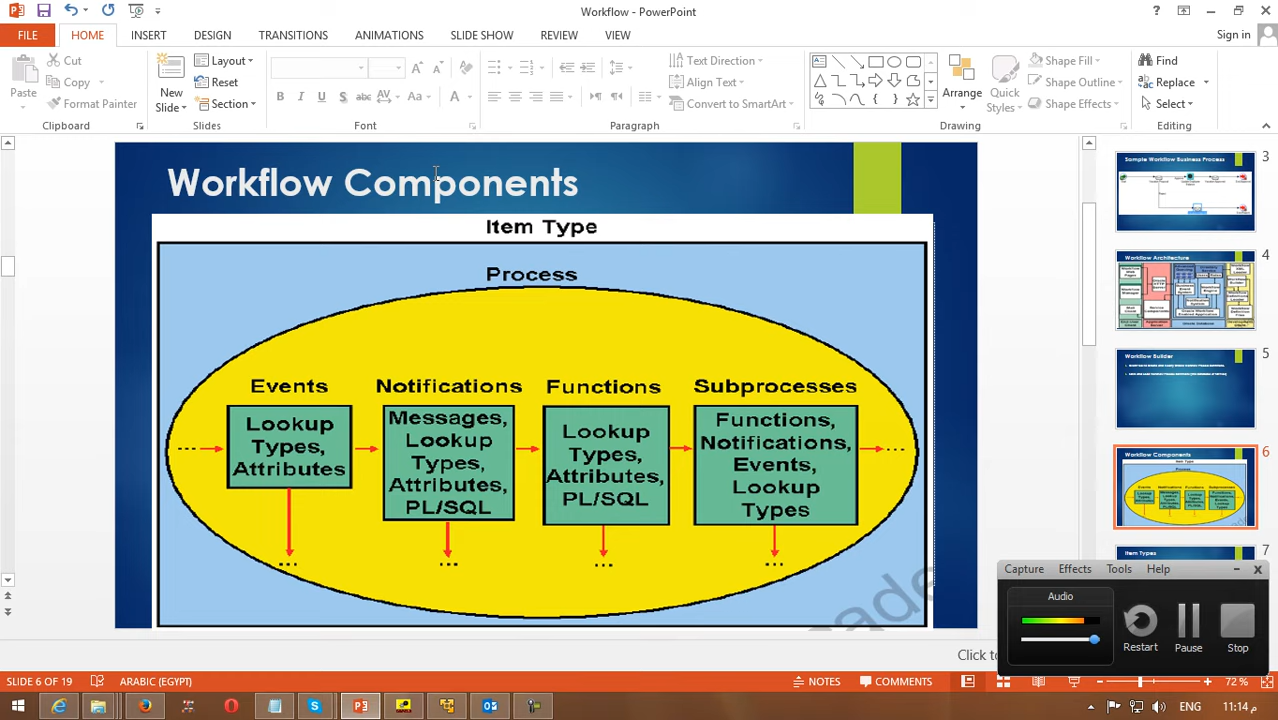 Workflow - PowerPoint
Sign in
FILE HOME INSERT DESIGN TRANSITIONS ANIMATIONS SLIDE SHOW REVIEW VIEW
Paste
Cut
Copy
Format Painter
Clipboard
New
Slide
Layout
Reset
Section
Slides
Font
Text Direction
Align Text
Convert to SmartArt
Paragraph
Arrange
Quick
Styles
Shape Fill
Shape Outline
Shape Effects
Drawing
Find
Replace
Select
Editing
Workflow Components
Item Type
Process
Events
Lookup
Types,
Attributes
...
Notifications
Messages,
Lookup
Types,
Attributes,
PL/SQL
...
Functions
Lookup
Types,
Attributes,
PL/SQL
...
Subprocesses
Functions,
Notifications,
Events,
Lookup
Types
...
3
Sample Workflow Business Process
4
Workflow Architecture
5
Workflow Builder
6
Workflow Components
Item Type
Process
7
Item Types
Capture Effects Tools Help
Audio
Restart
Pause
Stop
Click to
SLIDE 6 OF 19
ARABIC (EGYPT)
NOTES
COMMENTS
72 %
ENG
11:14 م